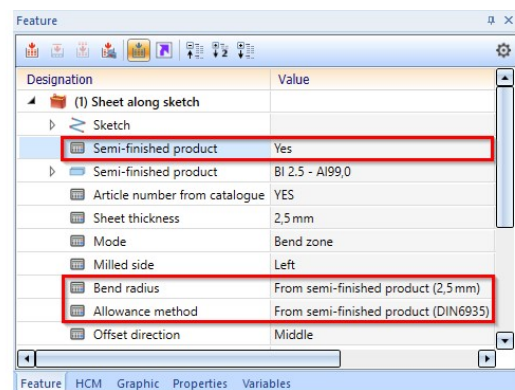 Feature
Designation Value
(1) Sheet along sketch
Sketch
Semi-finished product Yes
Semi-finished product Bl 2.5 - Al99,0
Article number from catalogue YES
Sheet thickness 2,5 mm
Mode Bend zone
Milled side Left
Bend radius From semi-finished product (2,5 mm)
Allowance method From semi-finished product (DIN6935)
Offset direction Middle
Feature HCM Graphic Properties Variables